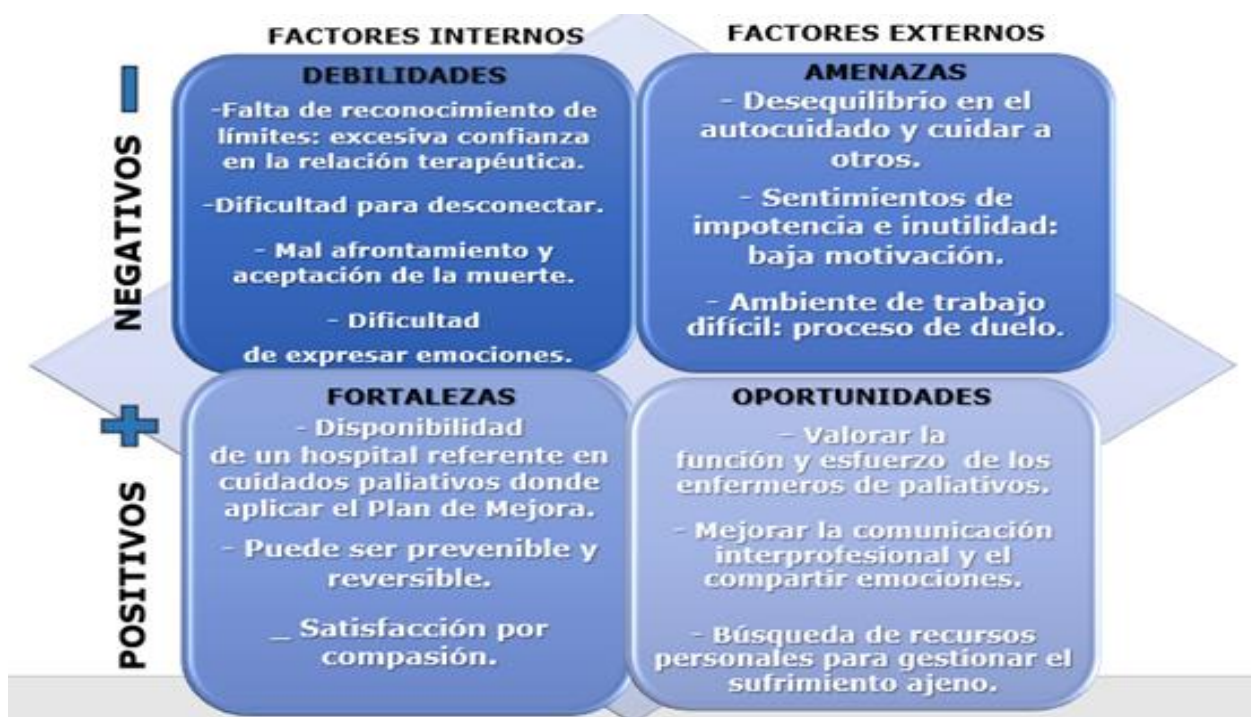 FACTORES INTERNOS
FACTORES EXTERNOS
NEGATIVOS
DEBILIDADES
-Falta de reconocimiento de
límites: excesiva confianza
en la relación terapéutica.
-Dificultad para desconectar.
- Mal afrontamiento y
aceptación de la muerte.
- Dificultad
de expresar emociones.
AMENAZAS
- Desequilibrio en el
autocuidado y cuidar a
otros.
- Sentimientos de
impotencia e inutilidad:
baja motivación.
- Ambiente de trabajo
difícil: proceso de duelo.
POSITIVOS
FORTALEZAS
- Disponibilidad
de un hospital referente en
cuidados paliativos donde
aplicar el Plan de Mejora.
- Puede ser prevenible y
reversible.
_ Satisfacción por
compasión.
OPORTUNIDADES
- Valorar la
función y esfuerzo de los
enfermeros de paliativos.
- Mejorar la comunicación
interprofesional y el
compartir emociones.
- Búsqueda de recursos
personales para gestionar el
sufrimiento ajeno.